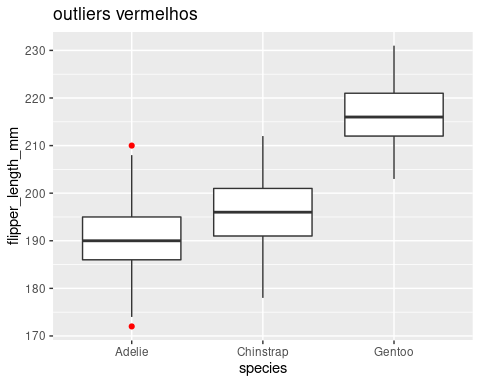 outliers vermelhos
230
220
210
200
190
180
170
flipper_length_mm
Adelie Chinstrap Gentoo
species